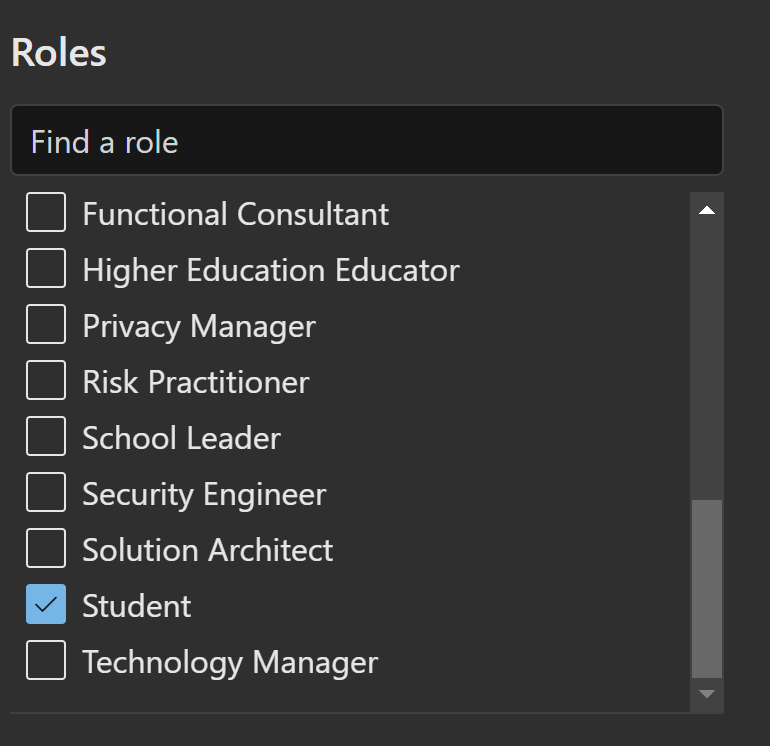 Roles
Find a role
Functional Consultant
Higher Education Educator
Privacy Manager
Risk Practitioner
School Leader
Security Engineer
Solution Architect
Student
Technology Manager